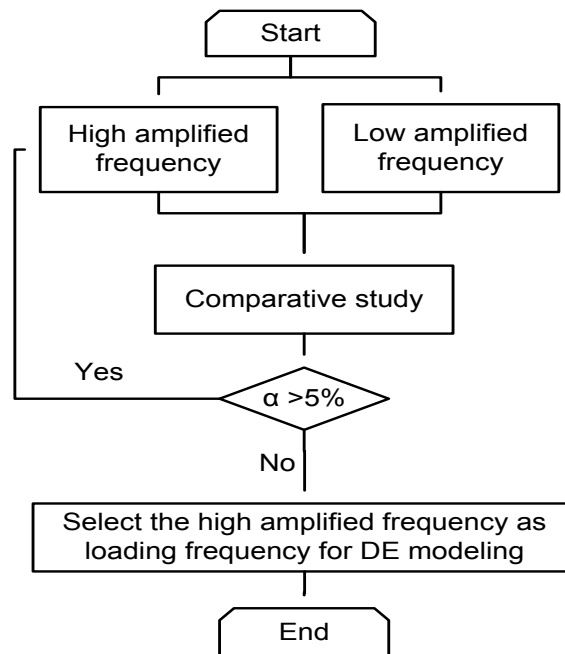 Start
High amplified
frequency
Low amplified
frequency
Comparative study
Yes
α >5%
No
Select the high amplified frequency as
loading frequency for DE modeling
End